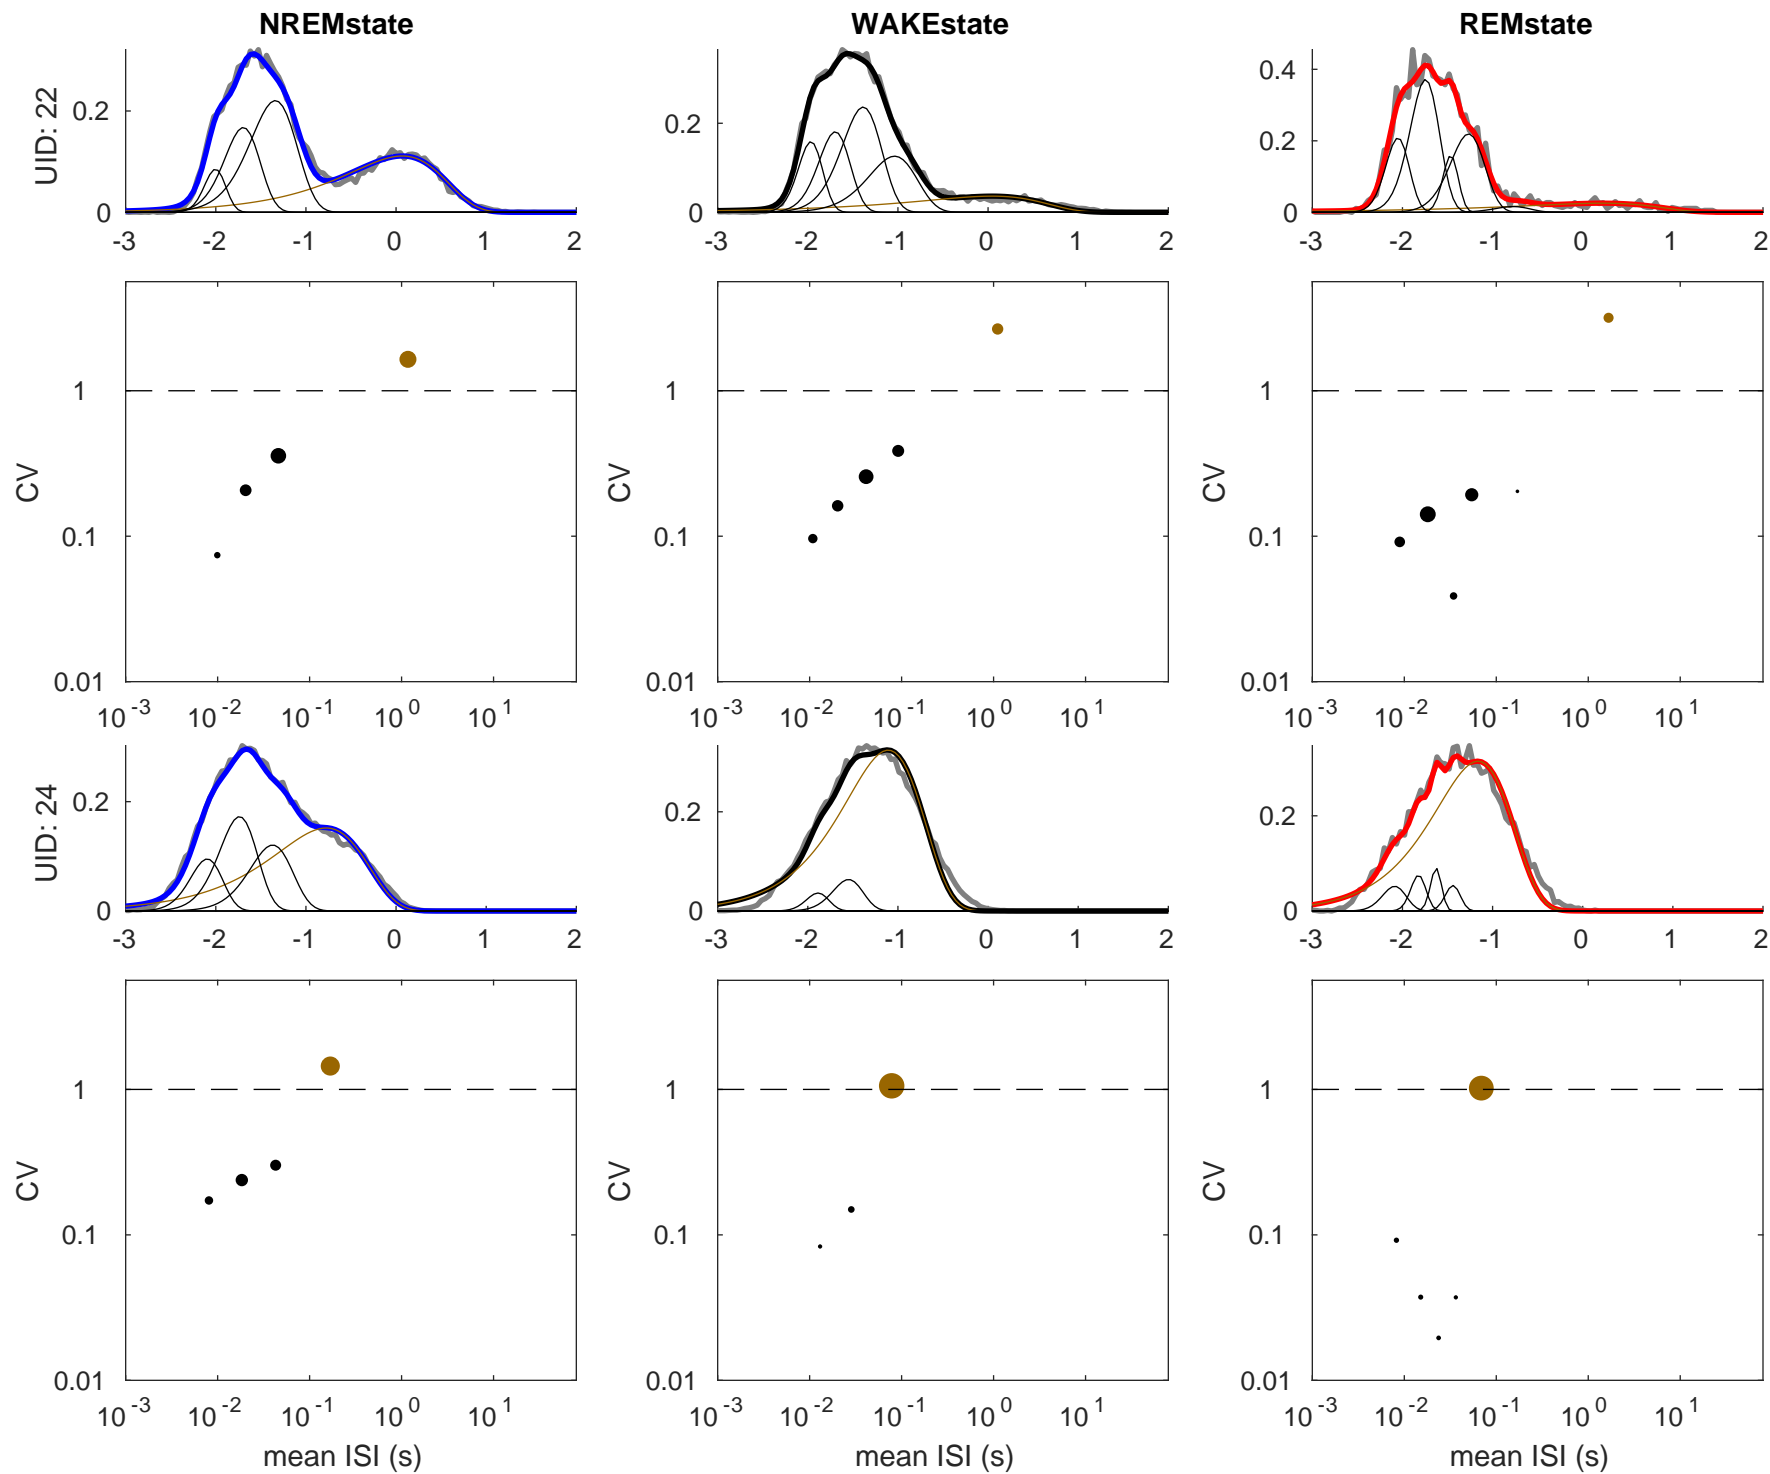 NREMstate WAKEstate REMstate
UID: 22
0.2 0.2 0.4
0 0 0.2
0
-3 -2 -1 0 1 2 -3 -2 -1 0 1 2 -3 -2 -1 0 1 2
CV CV CV
1 1 1
0.1 0.1 0.1
0.01 0.01 0.01
10^-3 10^-2 10^-1 10^0 10^1 10^-3 10^-2 10^-1 10^0 10^1 10^-3 10^-2 10^-1 10^0 10^1
UID: 24
0.2 0.2 0.2
0 0 0
-3 -2 -1 0 1 2 -3 -2 -1 0 1 2 -3 -2 -1 0 1 2
CV CV CV
1 1 1
0.1 0.1 0.1
0.01 0.01 0.01
10^-3 10^-2 10^-1 10^0 10^1 10^-3 10^-2 10^-1 10^0 10^1 10^-3 10^-2 10^-1 10^0 10^1
mean ISI (s) mean ISI (s) mean ISI (s)